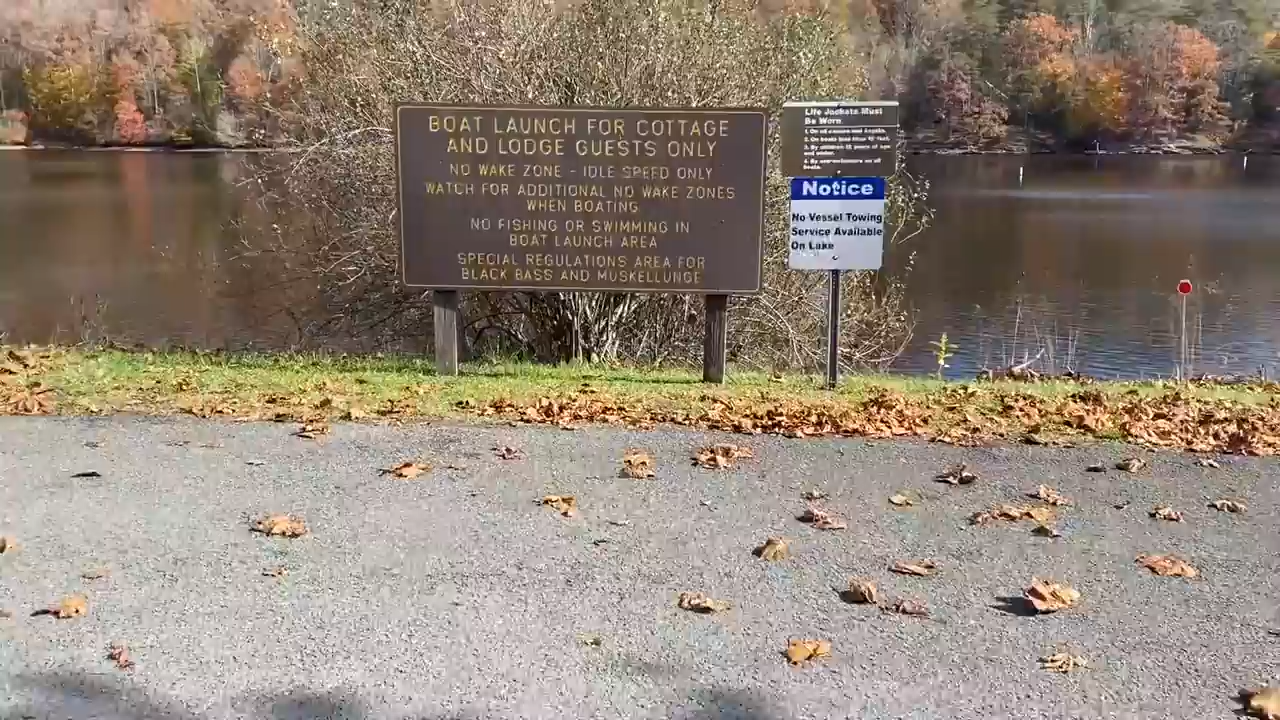 BOAT LAUNCH FOR COTTAGE
AND LODGE GUESTS ONLY
NO WAKE ZONE - IDLE SPEED ONLY
WATCH FOR ADDITIONAL NO WAKE ZONES
WHEN BOATING
NO FISHING OR SWIMMING IN
BOAT LAUNCH AREA
SPECIAL REGULATIONS AREA FOR
BLACK BASS AND MUSKELLUNGE
Life Jackets Must
Be Worn
Notice
No Vessel Towing
Service Available
On Lake